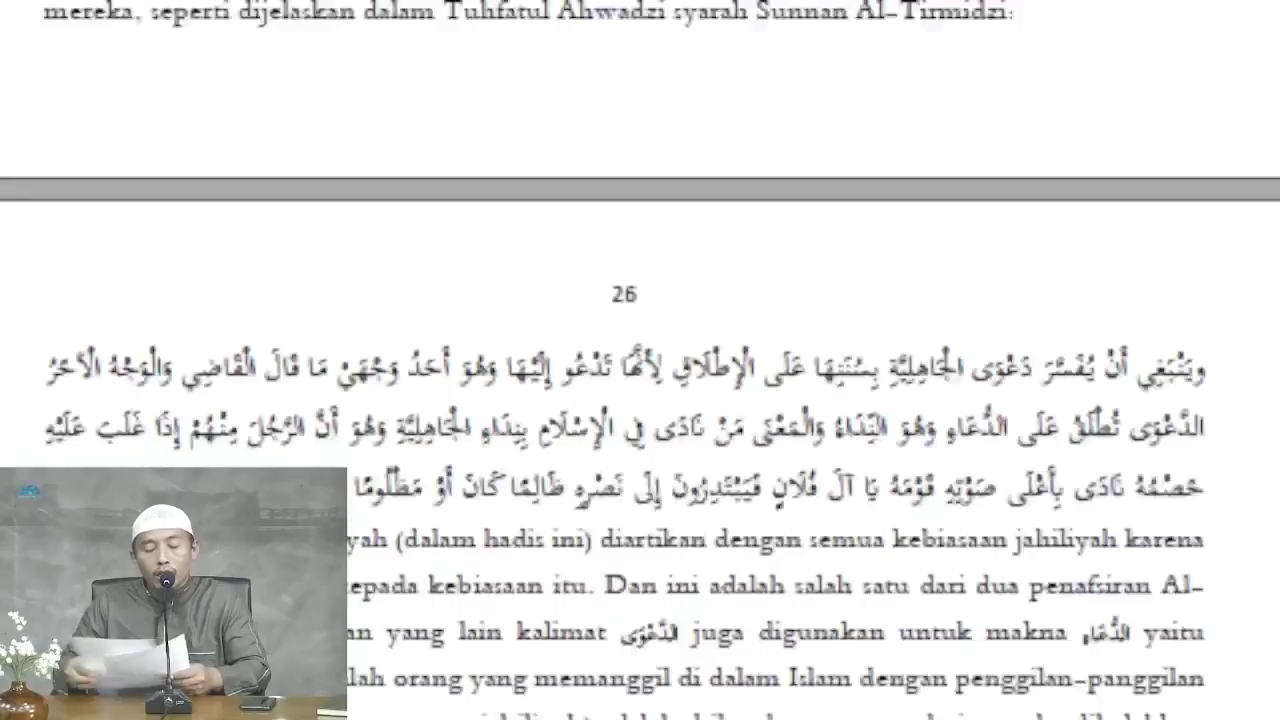 mereka, seperti dijelaskan dalam Tuhfatul Ahwadzi syarah Sunnan Al-Tirmidzi:
26
ويَنْبَغِي أَنْ يُفَسَّرَ دَعْوَى الْجَاهِلِيَّةِ بِسُنَنِهَا عَلَى الْإِطْلَاقِ لِأَنَّهَا تَدْعُو إِلَيْهَا وَهُوَ أَحَدُ وَجْهَيْ مَا قَالَ الْقَاضِي وَالْوَجْهُ الْآخَرُ
الدَّعْوَى تُطْلَقُ عَلَى الدُّعَاءِ وَهُوَ النِّدَاءُ وَالْمَعْنَى مَنْ نَادَى فِي الْإِسْلَامِ بِنِدَاءِ الْجَاهِلِيَّةِ وَهُوَ أَنَّ الرَّجُلَ مِنْهُمْ إِذَا غَلَبَ عَلَيْهِ
خَصْمُهُ نَادَى بِأَعْلَى صَوْتِهِ قَوْمَهُ يَا آلَ فُلَانٍ فَيَبْتَدِرُونَ إِلَى نَصْرِهِ ظَالِمًا كَانَ أَوْ مَظْلُومًا
yah (dalam hadis ini) diartikan dengan semua kebiasaan jahiliyah karena
epada kebiasaan itu. Dan ini adalah salah satu dari dua penafsiran Al-
an yang lain kalimat الدَّعْوَى juga digunakan untuk makna الدُّعَاءِ yaitu
lah orang yang memanggil di dalam Islam dengan penggilan-panggilan